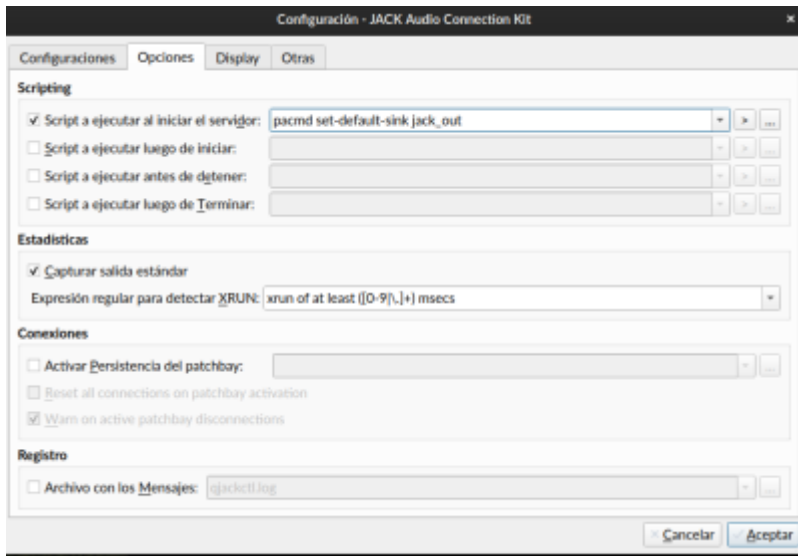 Configuración - JACK Audio Connection Kit
Configuraciones Opciones Display Otras
Scripting
Script a ejecutar al iniciar el servidor: pacmd set-default-sink jack_out > ...
Script a ejecutar luego de iniciar: > ...
Script a ejecutar antes de detener: > ...
Script a ejecutar luego de Terminar: > ...
Estadísticas
Capturar salida estándar
Expresión regular para detectar XRUN: xrun of at least ([0-9|\.]+) msecs
Conexiones
Activar Persistencia del patchbay: ...
Reset all connections on patchbay activation
Warn on active patchbay disconnections
Registro
Archivo con los Mensajes: qjackctl.log ...
Cancelar Aceptar